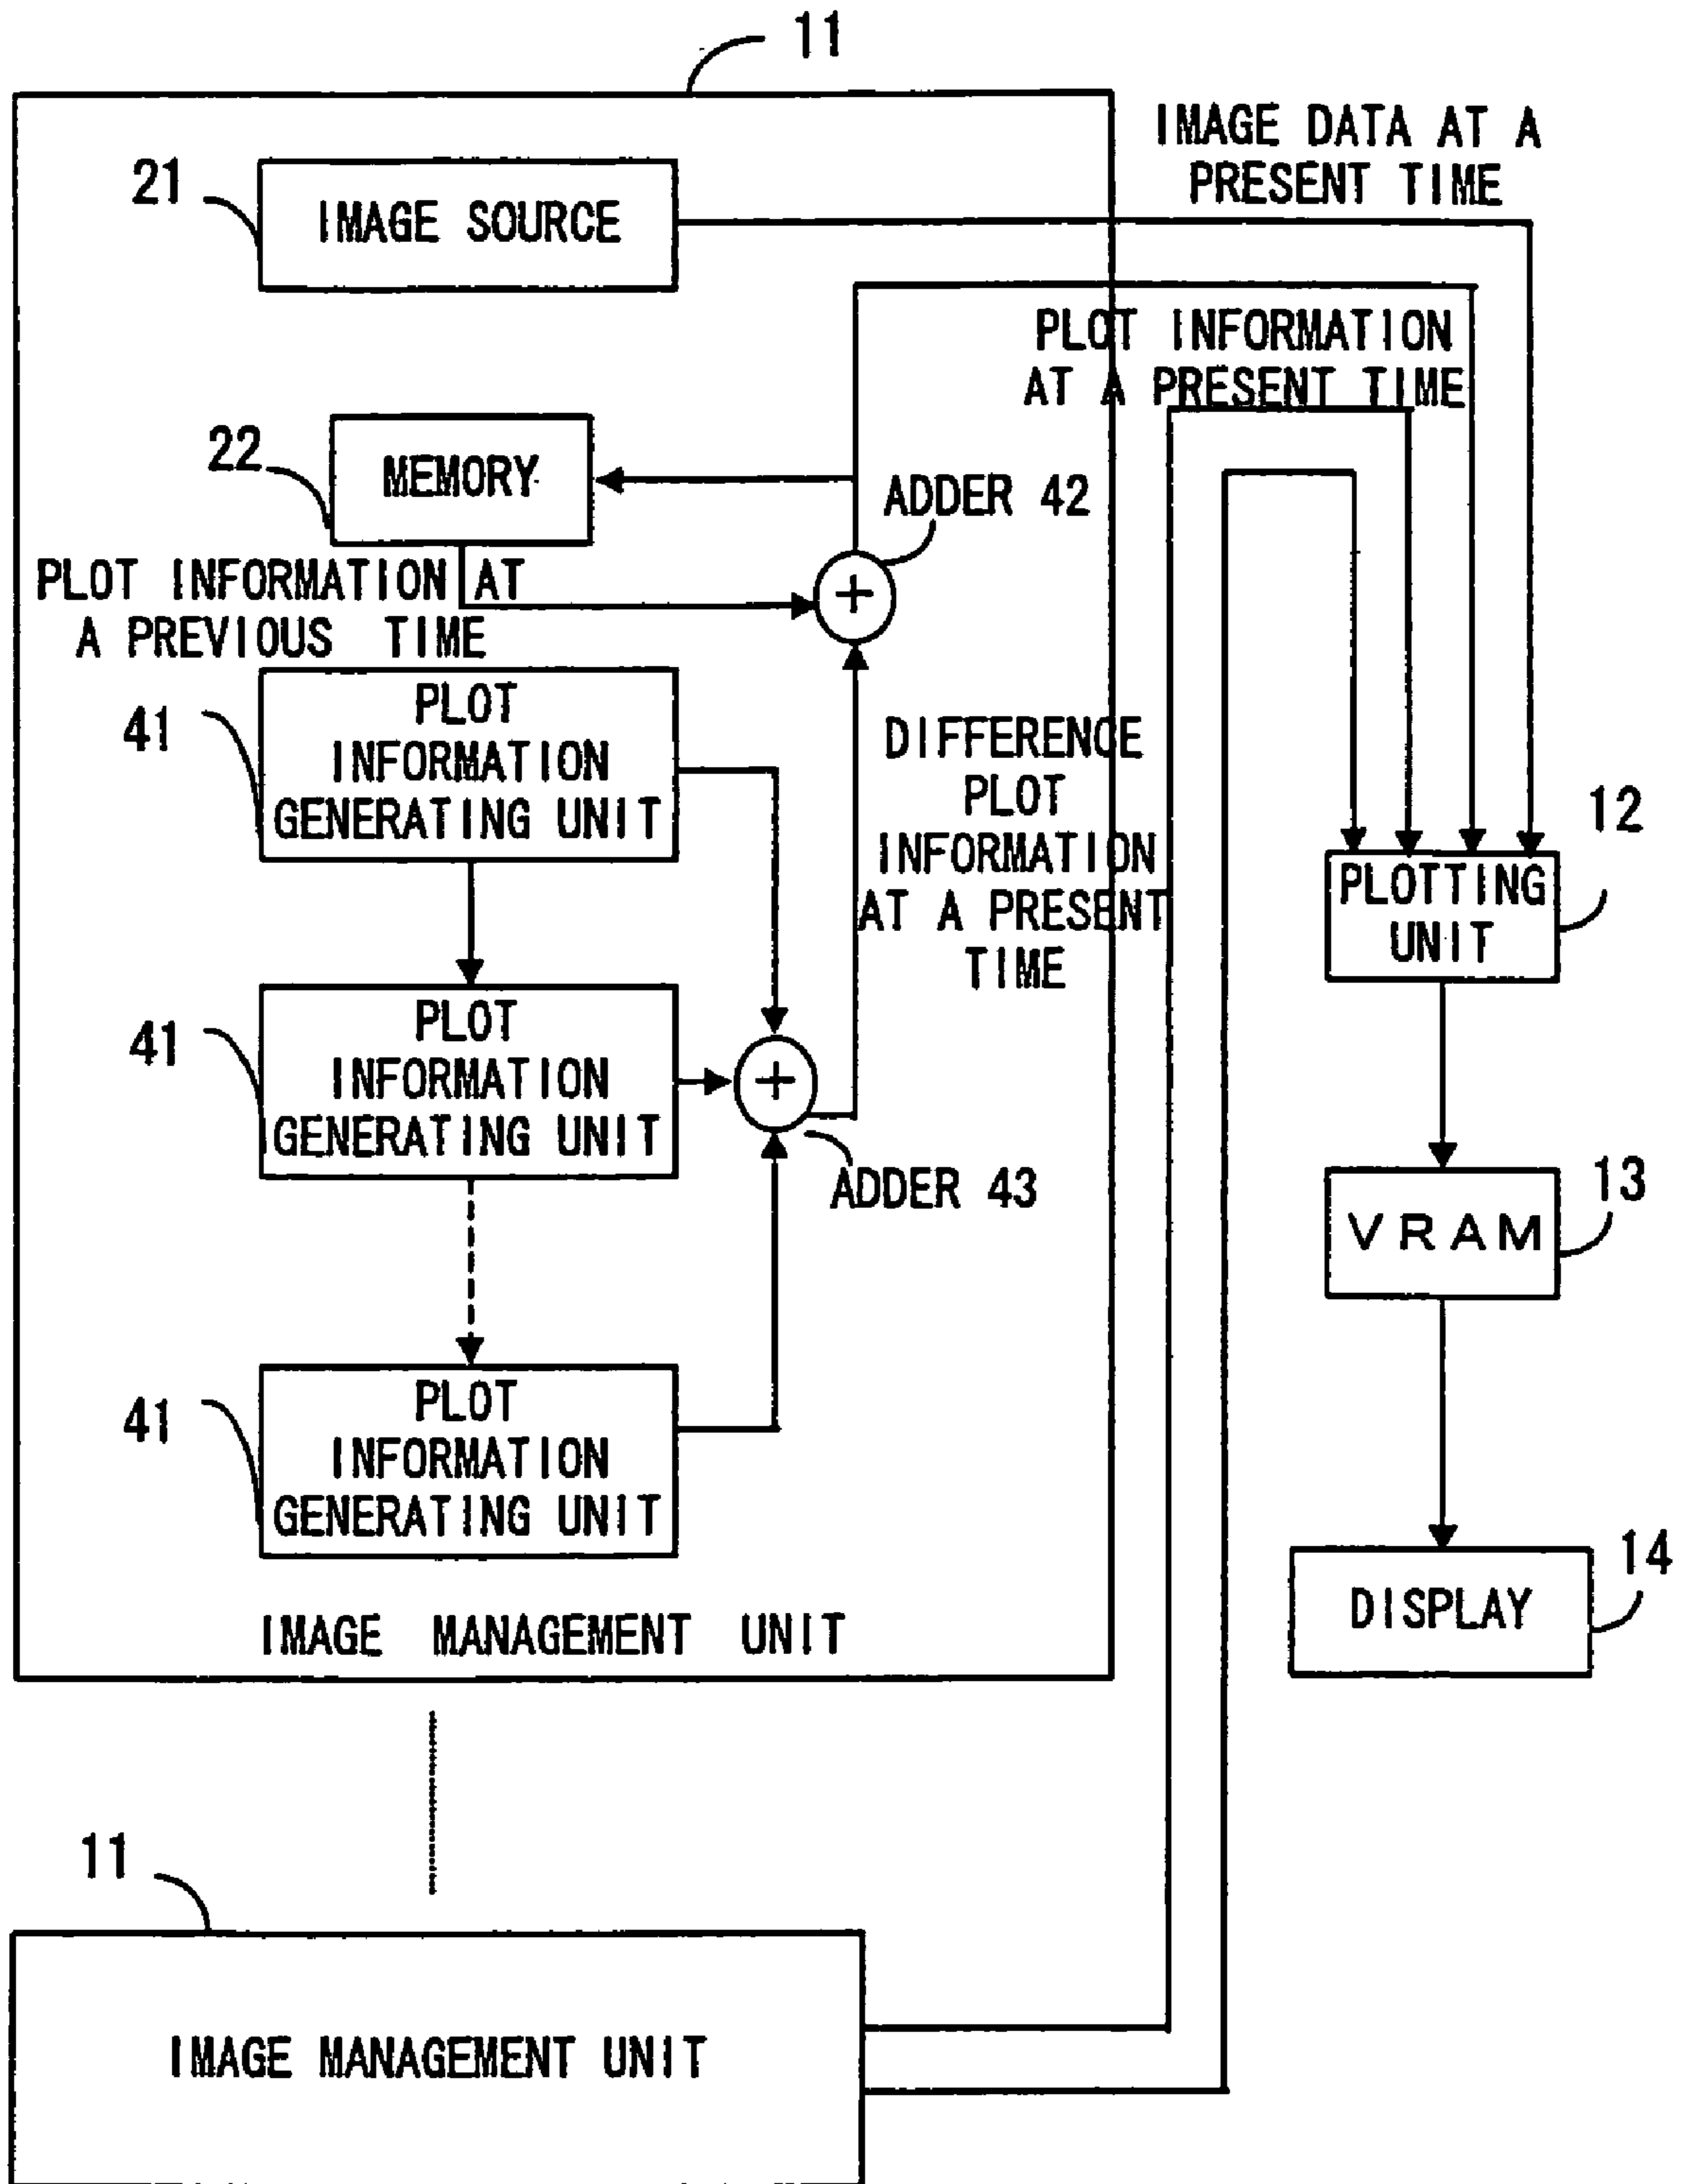 11
IMAGE DATA AT A
PRESENT TIME
21
IMAGE SOURCE
PLOT INFORMATION
AT A PRESENT TIME
22
MEMORY
ADDER 42
+
PLOT INFORMATION AT
A PREVIOUS TIME
41
PLOT
INFORMATION
GENERATING UNIT
DIFFERENCE
PLOT
INFORMATION
AT A PRESENT
TIME
12
PLOTTING
UNIT
41
PLOT
INFORMATION
GENERATING UNIT
+
ADDER 43
13
VRAM
41
PLOT
INFORMATION
GENERATING UNIT
14
DISPLAY
IMAGE MANAGEMENT UNIT
11
IMAGE MANAGEMENT UNIT